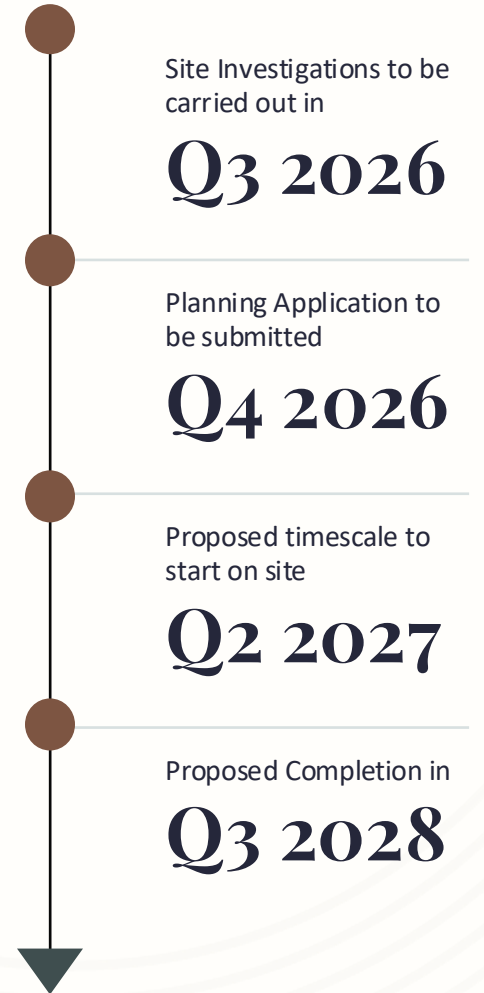 Site Investigations to be
carried out in
Q3 2026
Planning Application to
be submitted
Q4 2026
Proposed timescale to
start on site
Q2 2027
Proposed Completion in
Q3 2028